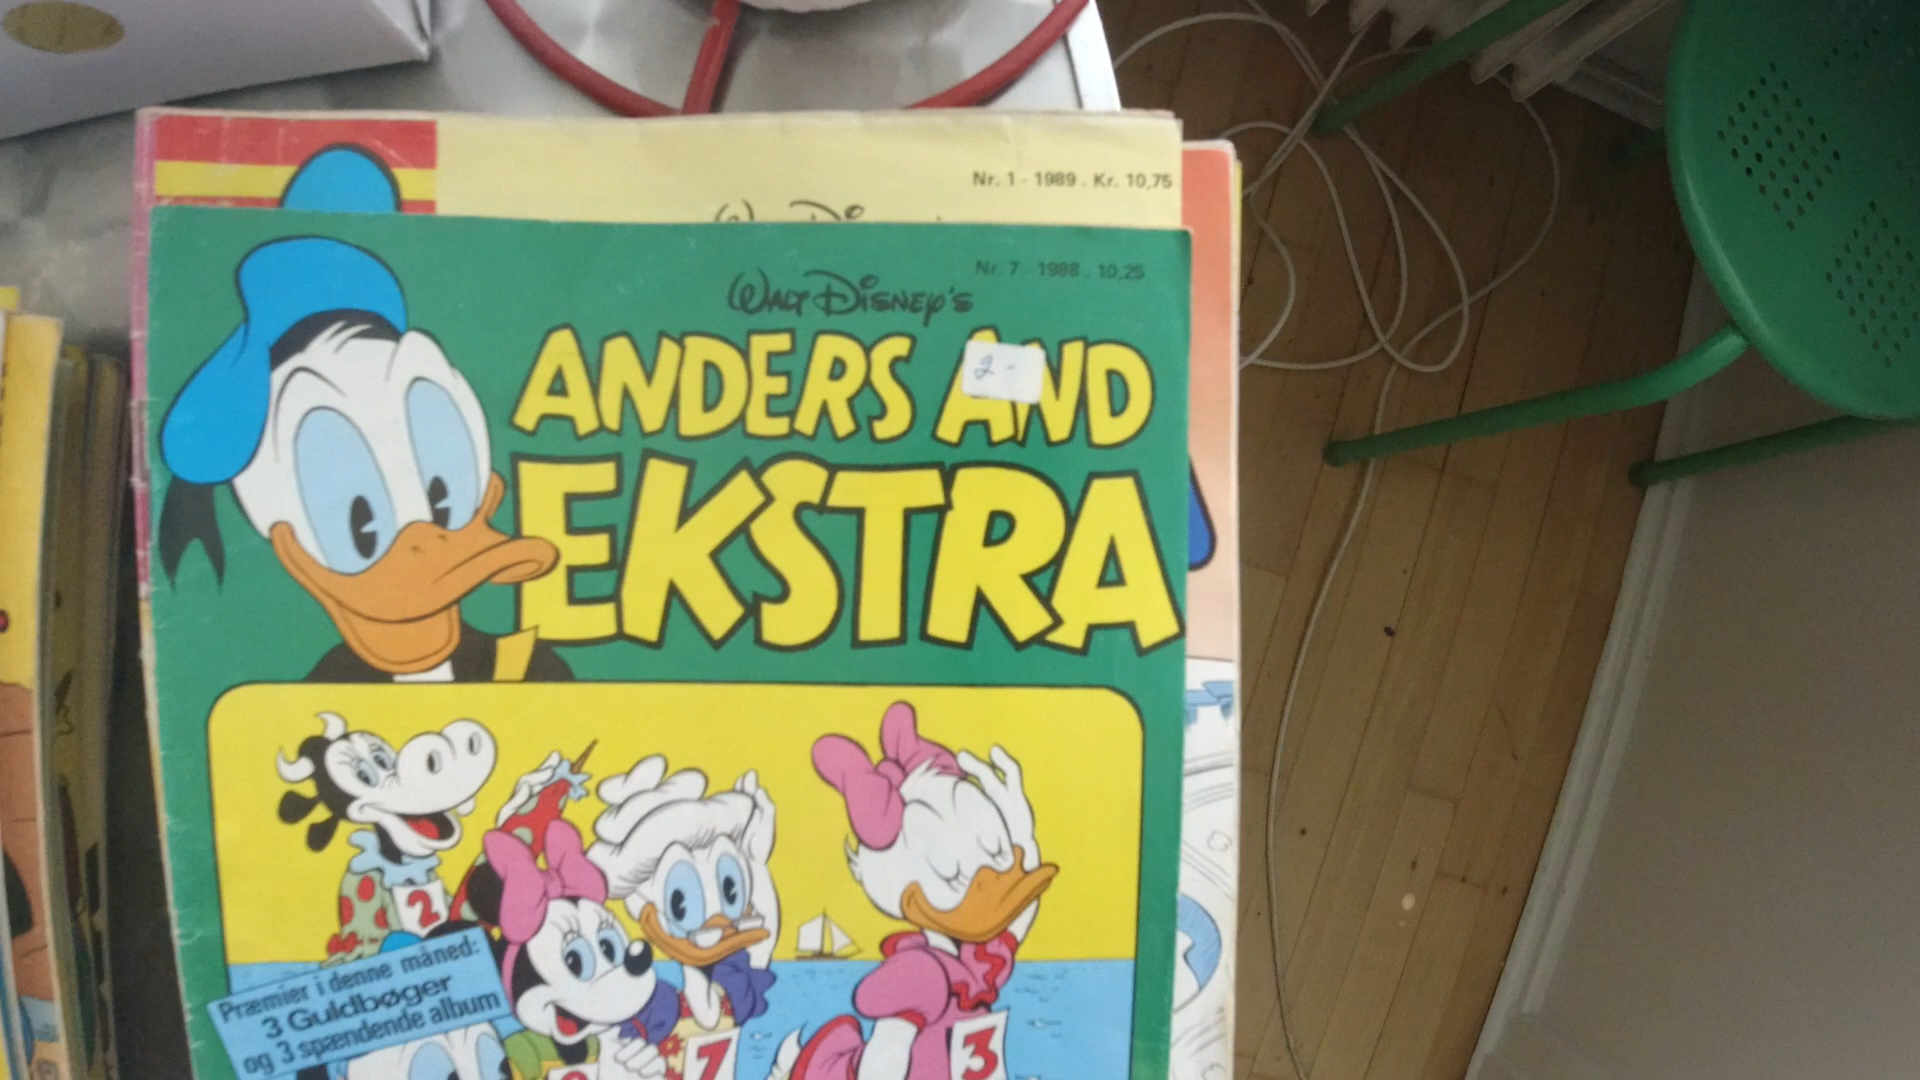 Nr. 1 - 1989 . Kr. 10,75
Nr. 7 - 1988 . 10,25
Walt Disney's
ANDERS AND
2-
EKSTRA
2
Præmier i denne måned:
3 Guldbøger
og 3 spændende album
7
3